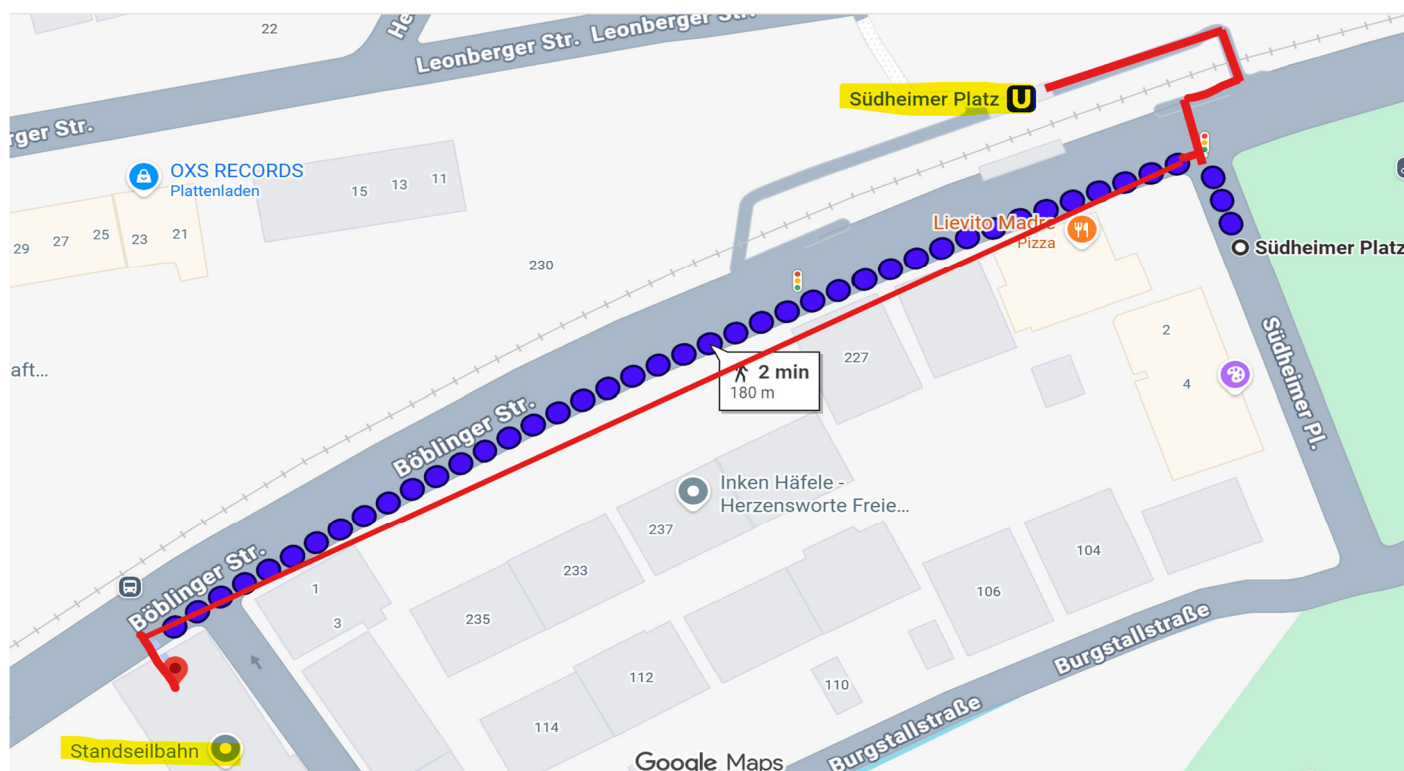 22
He
Leonberger Str.
Leonberger Str.
Südheimer Platz
U
rger Str.
OXS RECORDS
Plattenladen
15
13
11
29
27
25
23
21
Lievito Madre
Pizza
Südheimer Platz
230
2
227
aft...
2 min
180 m
4
Südheimer Pl.
Böblinger Str.
Inken Häfele -
Herzensworte Freie...
237
104
233
Böblinger Str.
1
106
3
235
Burgstallstraße
112
110
114
Standseilbahn
Burgstallstraße
Google Maps